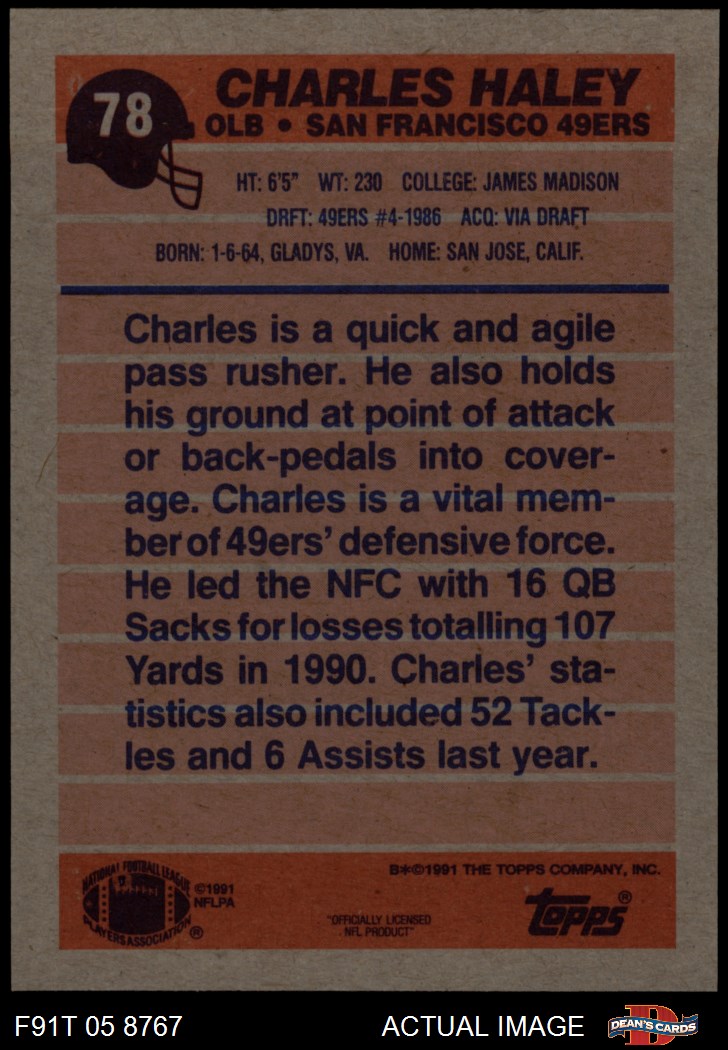 78
CHARLES HALEY
OLB • SAN FRANCISCO 49ERS
HT: 6'5" WT: 230 COLLEGE: JAMES MADISON
DRFT: 49ERS #4-1986 ACQ: VIA DRAFT
BORN: 1-6-64, GLADYS, VA. HOME: SAN JOSE, CALIF.
Charles is a quick and agile
pass rusher. He also holds
his ground at point of attack
or back-pedals into cover-
age. Charles is a vital mem-
ber of 49ers' defensive force.
He led the NFC with 16 QB
Sacks for losses totalling 107
Yards in 1990. Charles' sta-
tistics also included 52 Tack-
les and 6 Assists last year.
NATIONAL FOOTBALL LEAGUE
PLAYERS ASSOCIATION ®
©1991
NFLPA
"OFFICIALLY LICENSED
NFL PRODUCT"
B*©1991 THE TOPPS COMPANY, INC.
topps®
F91T 05 8767
ACTUAL IMAGE
D
DEAN'S CARDS